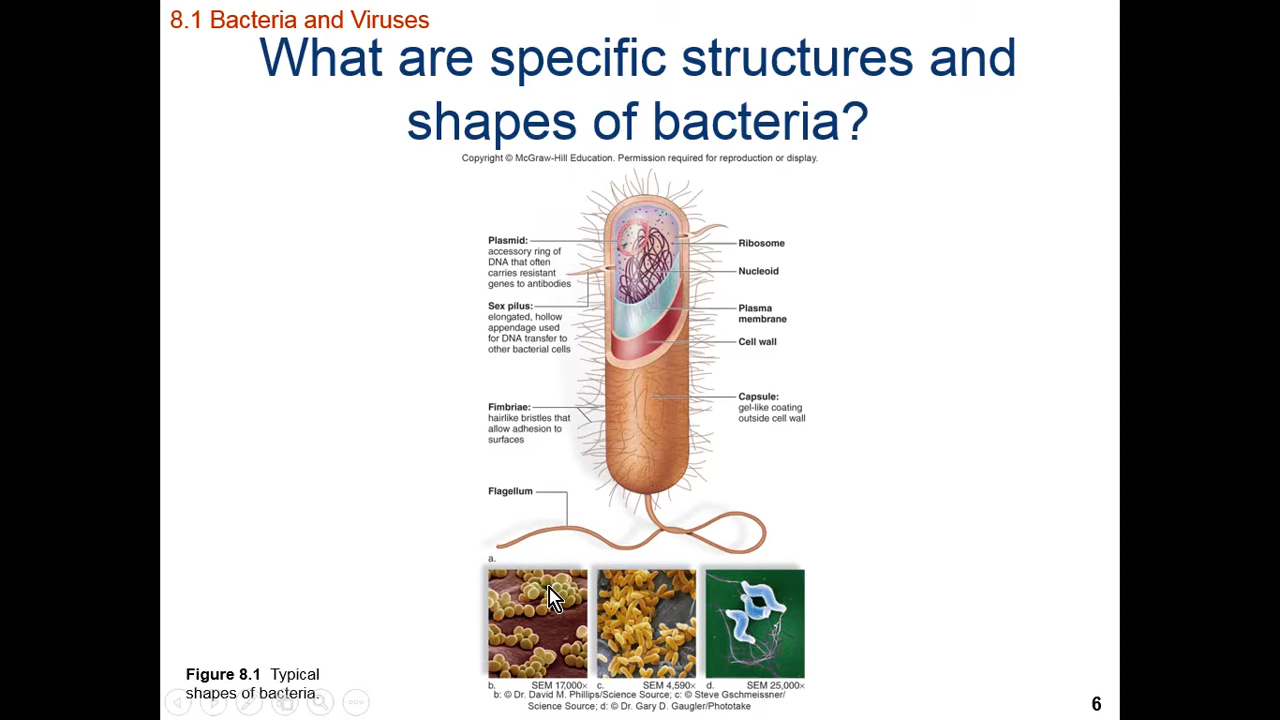 8.1 Bacteria and Viruses
What are specific structures and
shapes of bacteria?
Copyright © McGraw-Hill Education. Permission required for reproduction or display.
Plasmid:
accessory ring of
DNA that often
carries resistant
genes to antibodies
Sex pilus:
elongated, hollow
appendage used
for DNA transfer to
other bacterial cells
Fimbriae:
hairlike bristles that
allow adhesion to
surfaces
Flagellum
Ribosome
Nucleoid
Plasma
membrane
Cell wall
Capsule:
gel-like coating
outside cell wall
a.
b. SEM 17,000× c. SEM 4,590× d. SEM 25,000×
b: © Dr. David M. Phillips/Science Source; c: © Steve Gschmeissner/
Science Source; d: © Dr. Gary D. Gaugler/Phototake
Figure 8.1 Typical
shapes of bacteria.
6